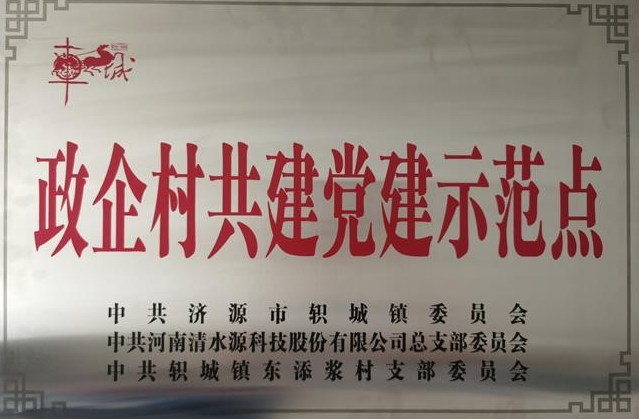 車城
政企村共建党建示范点
中共济源市轵城镇委员会
中共河南清水源科技股份有限公司总支部委员会
中共轵城镇东添浆村支部委员会